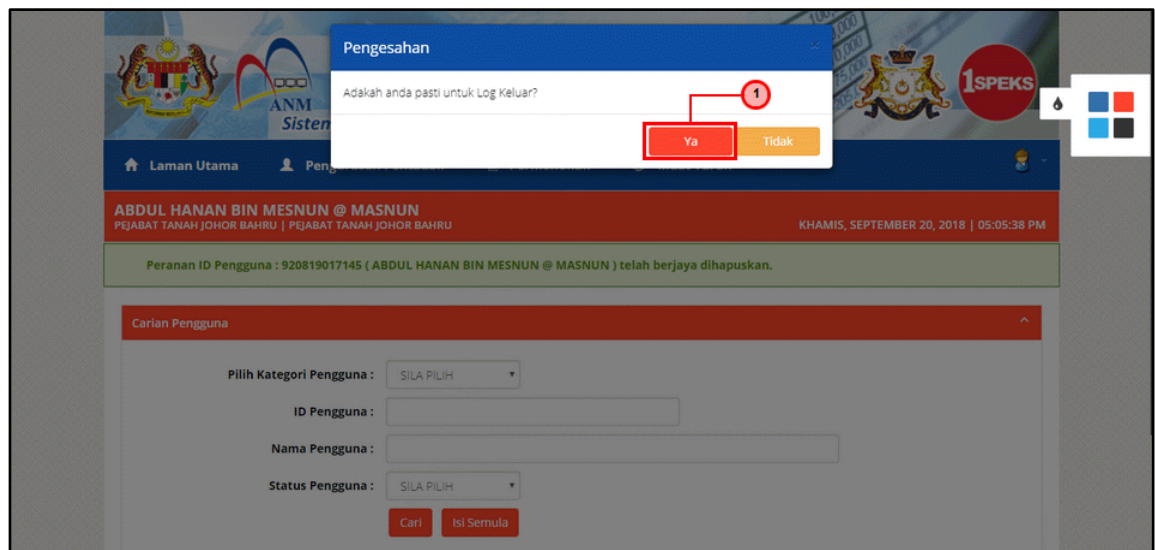 Pengesahan ×
Adakah anda pasti untuk Log Keluar?
1
Ya Tidak
ANM
Sistem
1SPEKS
Laman Utama
ABDUL HANAN BIN MESNUN @ MASNUN
PEJABAT TANAH JOHOR BAHRU | PEJABAT TANAH JOHOR BAHRU
KHAMIS, SEPTEMBER 20, 2018 | 05:05:38 PM
Peranan ID Pengguna : 920819017145 ( ABDUL HANAN BIN MESNUN @ MASNUN ) telah berjaya dihapuskan.
Carian Pengguna
Pilih Kategori Pengguna : SILA PILIH
ID Pengguna :
Nama Pengguna :
Status Pengguna : SILA PILIH
Cari Isi Semula